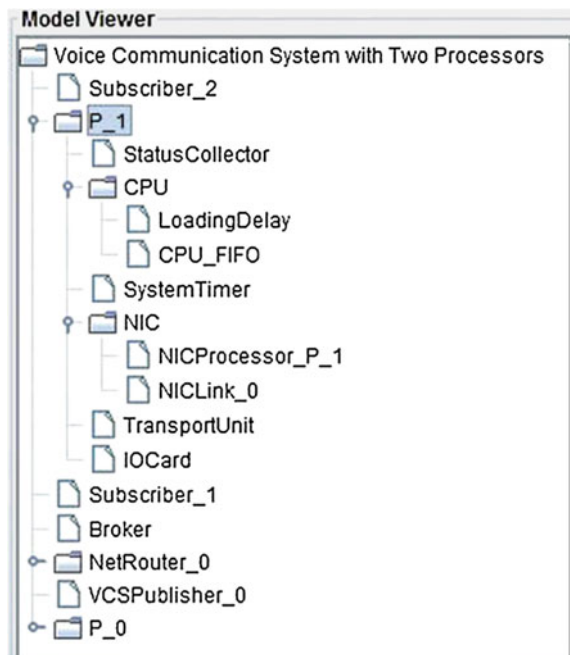 Model Viewer
Voice Communication System with Two Processors
Subscriber_2
P_1
StatusCollector
CPU
LoadingDelay
CPU_FIFO
SystemTimer
NIC
NICProcessor_P_1
NICLink_0
TransportUnit
IOCard
Subscriber_1
Broker
NetRouter_0
VCSPublisher_0
P_0